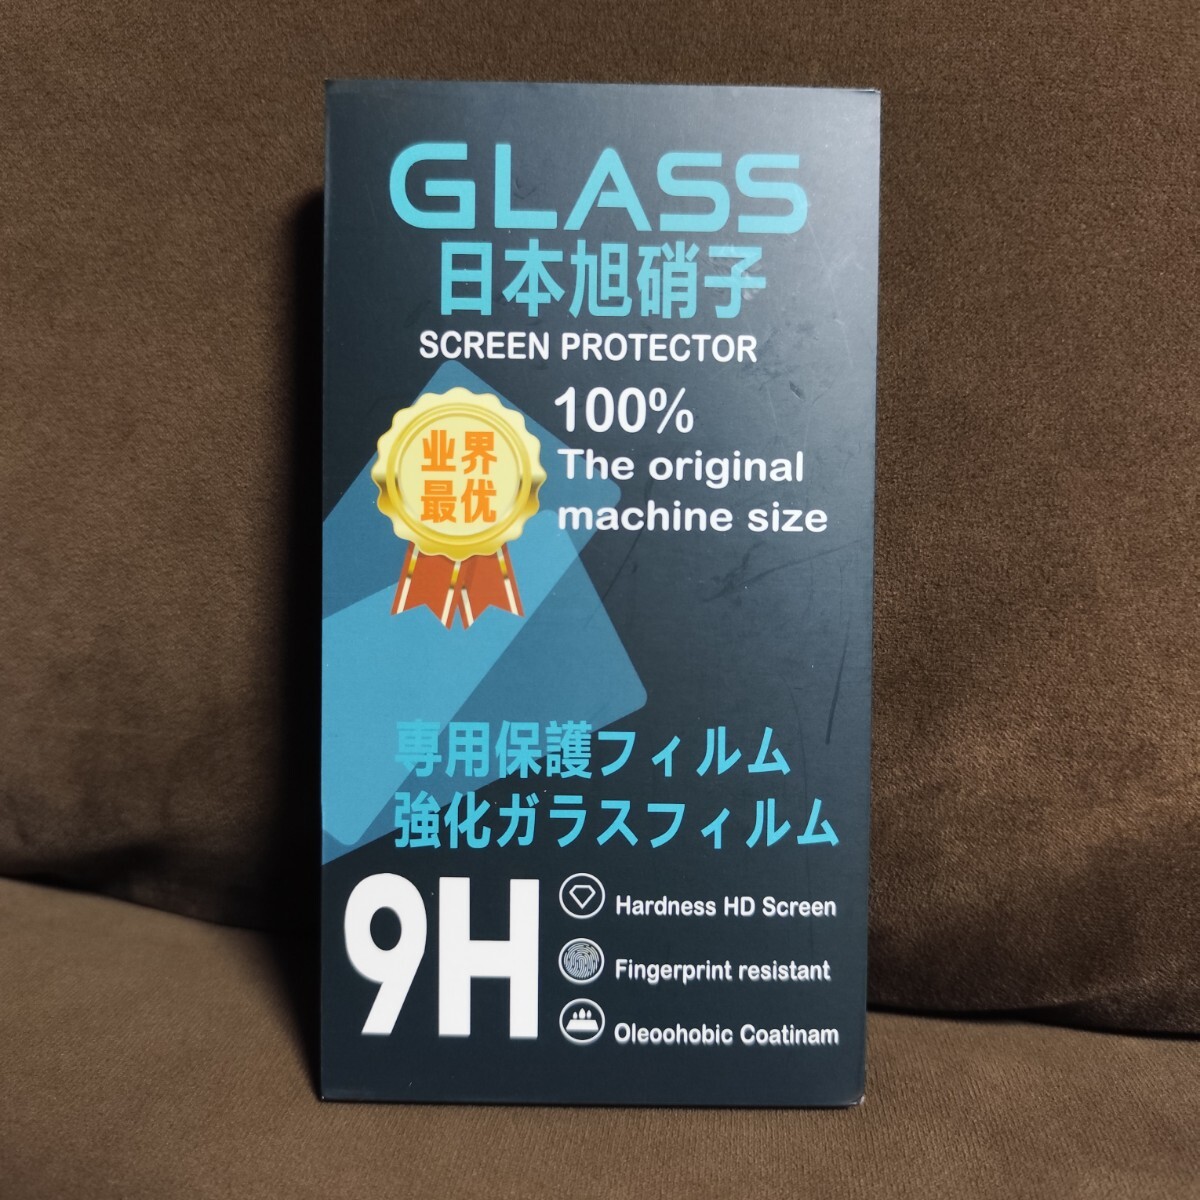 GLASS
日本旭硝子
SCREEN PROTECTOR
业界
最优
100%
The original
machine size
専用保護フィルム
強化ガラスフィルム
9H
Hardness HD Screen
Fingerprint resistant
Oleoohobic Coatinam